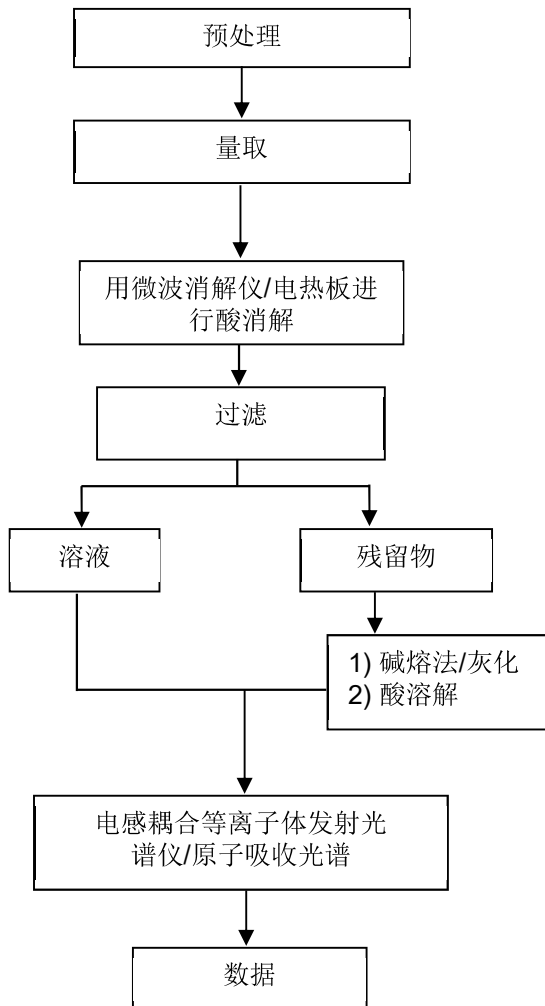 预处理
量取
用微波消解仪/电热板进
行酸消解
过滤
溶液
残留物
1) 碱熔法/灰化
2) 酸溶解
电感耦合等离子体发射光
谱仪/原子吸收光谱
数据